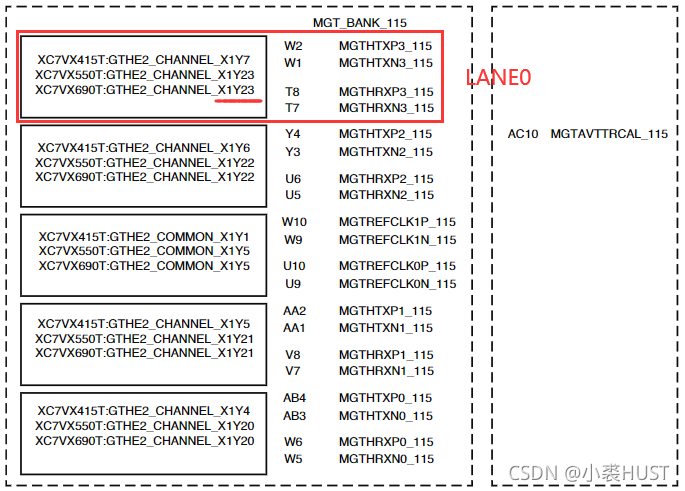 MGT_BANK_115
XC7VX415T:GTHE2_CHANNEL_X1Y7
XC7VX550T:GTHE2_CHANNEL_X1Y23
XC7VX690T:GTHE2_CHANNEL_X1Y23
W2 MGTHTXP3_115
W1 MGTHTXN3_115
T8 MGTHRXP3_115
T7 MGTHRXN3_115
LANE0
XC7VX415T:GTHE2_CHANNEL_X1Y6
XC7VX550T:GTHE2_CHANNEL_X1Y22
XC7VX690T:GTHE2_CHANNEL_X1Y22
Y4 MGTHTXP2_115
Y3 MGTHTXN2_115
U6 MGTHRXP2_115
U5 MGTHRXN2_115
AC10 MGTAVTTRCAL_115
XC7VX415T:GTHE2_COMMON_X1Y1
XC7VX550T:GTHE2_COMMON_X1Y5
XC7VX690T:GTHE2_COMMON_X1Y5
W10 MGTREFCLK1P_115
W9 MGTREFCLK1N_115
U10 MGTREFCLK0P_115
U9 MGTREFCLK0N_115
XC7VX415T:GTHE2_CHANNEL_X1Y5
XC7VX550T:GTHE2_CHANNEL_X1Y21
XC7VX690T:GTHE2_CHANNEL_X1Y21
AA2 MGTHTXP1_115
AA1 MGTHTXN1_115
V8 MGTHRXP1_115
V7 MGTHRXN1_115
XC7VX415T:GTHE2_CHANNEL_X1Y4
XC7VX550T:GTHE2_CHANNEL_X1Y20
XC7VX690T:GTHE2_CHANNEL_X1Y20
AB4 MGTHTXP0_115
AB3 MGTHTXN0_115
W6 MGTHRXP0_115
W5 MGTHRXN0_115
CSDN @小裘HUST